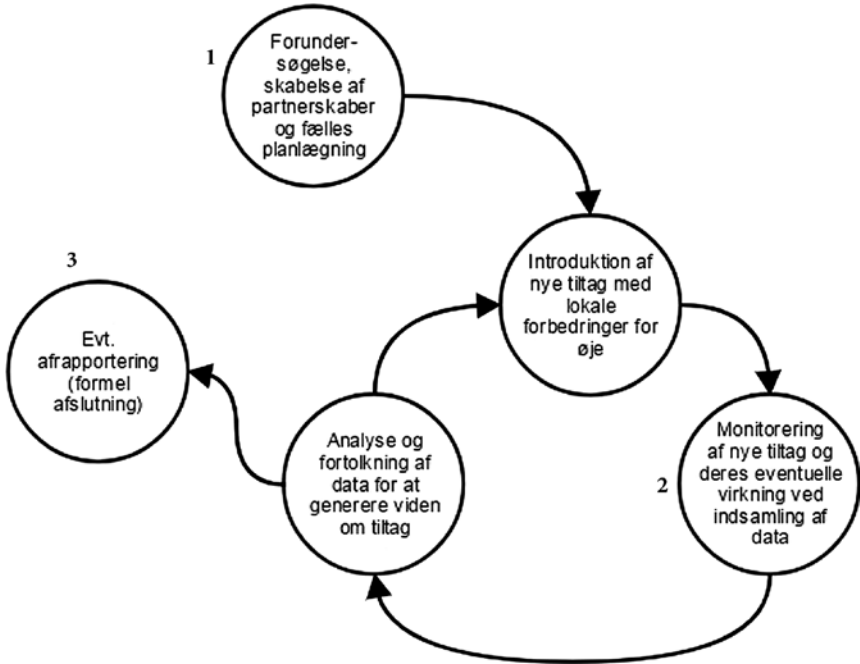 1
Forunder-
søgelse,
skabelse af
partnerskaber
og fælles
planlægning
Introduktion af
nye tiltag med
lokale
forbedringer for
øje
2
Monitorering
af nye tiltag og
deres eventuelle
virkning ved
indsamling af
data
Analyse og
fortolkning af
data for at
generere viden
om tiltag
3
Evt.
afrapportering
(formel
afslutning)